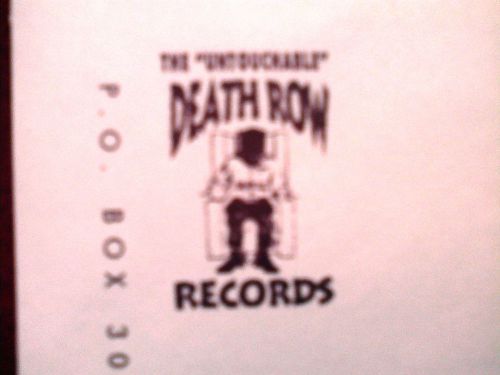 THE "UNTOUCHABLE"
DEATH ROW
RECORDS
P.O. BOX 30